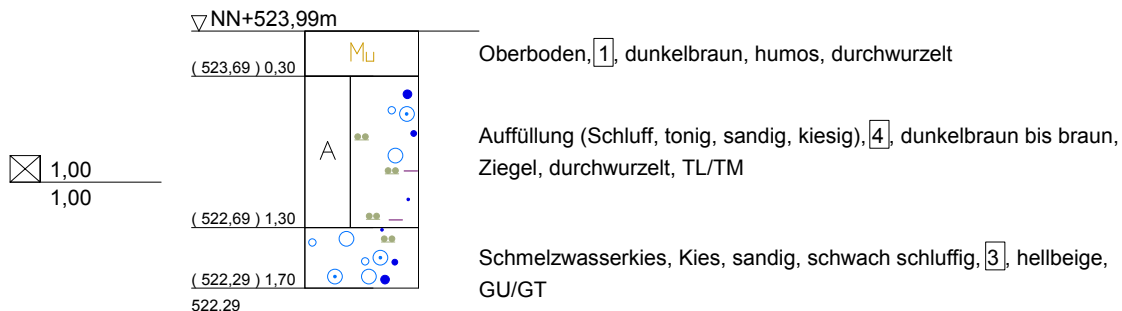 NN+523,99m
Mu
Oberboden, 1, dunkelbraun, humos, durchwurzelt
( 523,69 ) 0,30
A
Auffüllung (Schluff, tonig, sandig, kiesig), 4, dunkelbraun bis braun,
Ziegel, durchwurzelt, TL/TM
1,00
1,00
( 522,69 ) 1,30
Schmelzwasserkies, Kies, sandig, schwach schluffig, 3, hellbeige,
GU/GT
( 522,29 ) 1,70
522.29